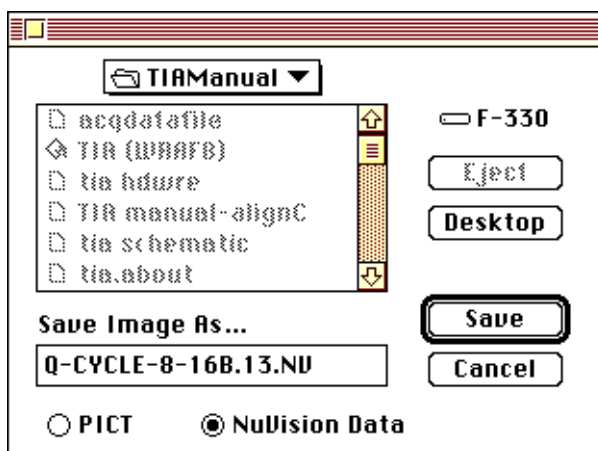 TIAManual
acqdatafile
TIA (WRAFB)
tia hdwre
TIA manual-alignC
tia schematic
tia.about
F-330
Eject
Desktop
Save Image As...
Save
Q-CYCLE-8-16B.13.NV
Cancel
PICT
NuVision Data